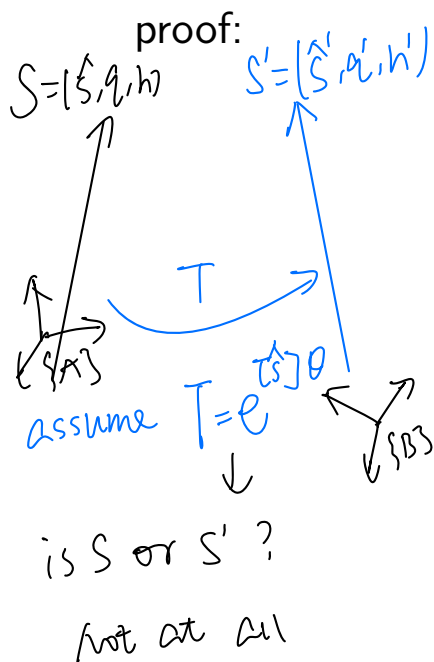 proof:
S=(ŝ,q,h)
S'=(ŝ',q',h')
T
{A}
assume T=e^{[ŝ]θ}
{B}
is S or S' ?
Not at all